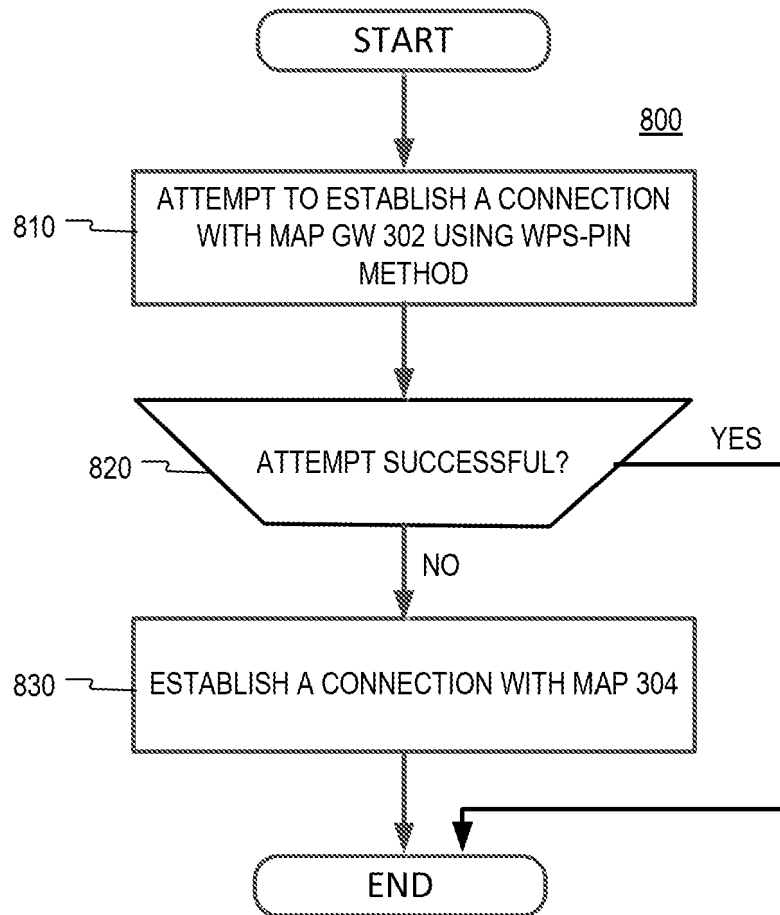 START
800
810
ATTEMPT TO ESTABLISH A CONNECTION
WITH MAP GW 302 USING WPS-PIN
METHOD
820
ATTEMPT SUCCESSFUL?
YES
NO
830
ESTABLISH A CONNECTION WITH MAP 304
END